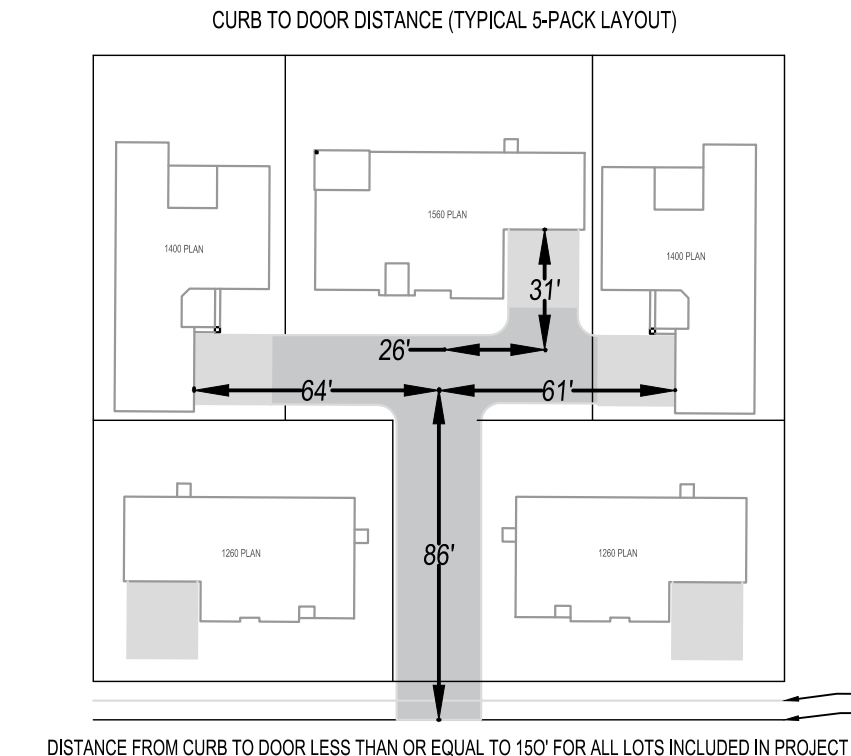 CURB TO DOOR DISTANCE (TYPICAL 5-PACK LAYOUT)
1560 PLAN
1400 PLAN
1400 PLAN
31'
26'
64'
61'
86'
1260 PLAN
1260 PLAN
DISTANCE FROM CURB TO DOOR LESS THAN OR EQUAL TO 150' FOR ALL LOTS INCLUDED IN PROJECT